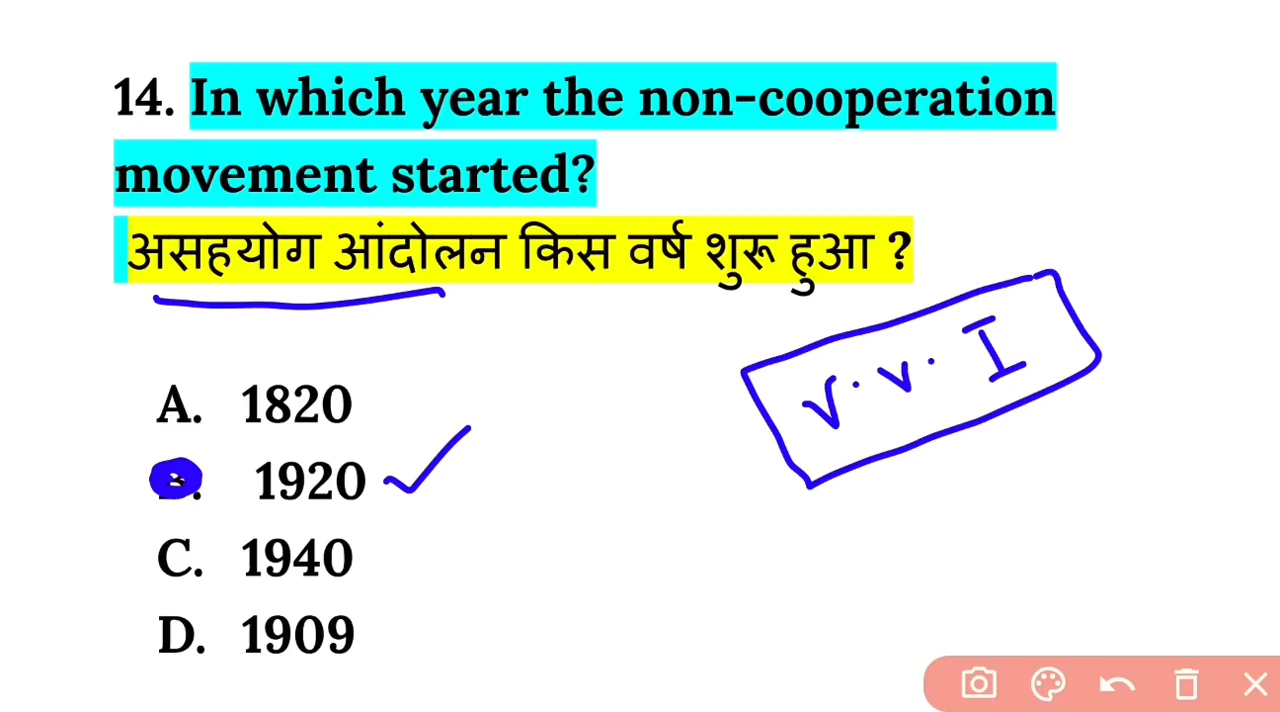 14. In which year the non-cooperation
movement started?
असहयोग आंदोलन किस वर्ष शुरू हुआ ?
V. V. I
A. 1820
B. 1920
C. 1940
D. 1909